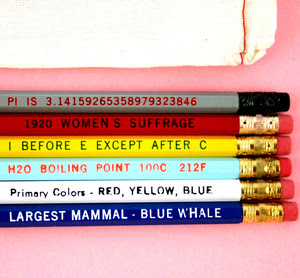 PI IS 3.14159265358979323846
1920 WOMEN'S SUFFRAGE
I BEFORE E EXCEPT AFTER C
H2O BOILING POINT 100C 212F
Primary Colors - RED, YELLOW, BLUE
LARGEST MAMMAL - BLUE WHALE